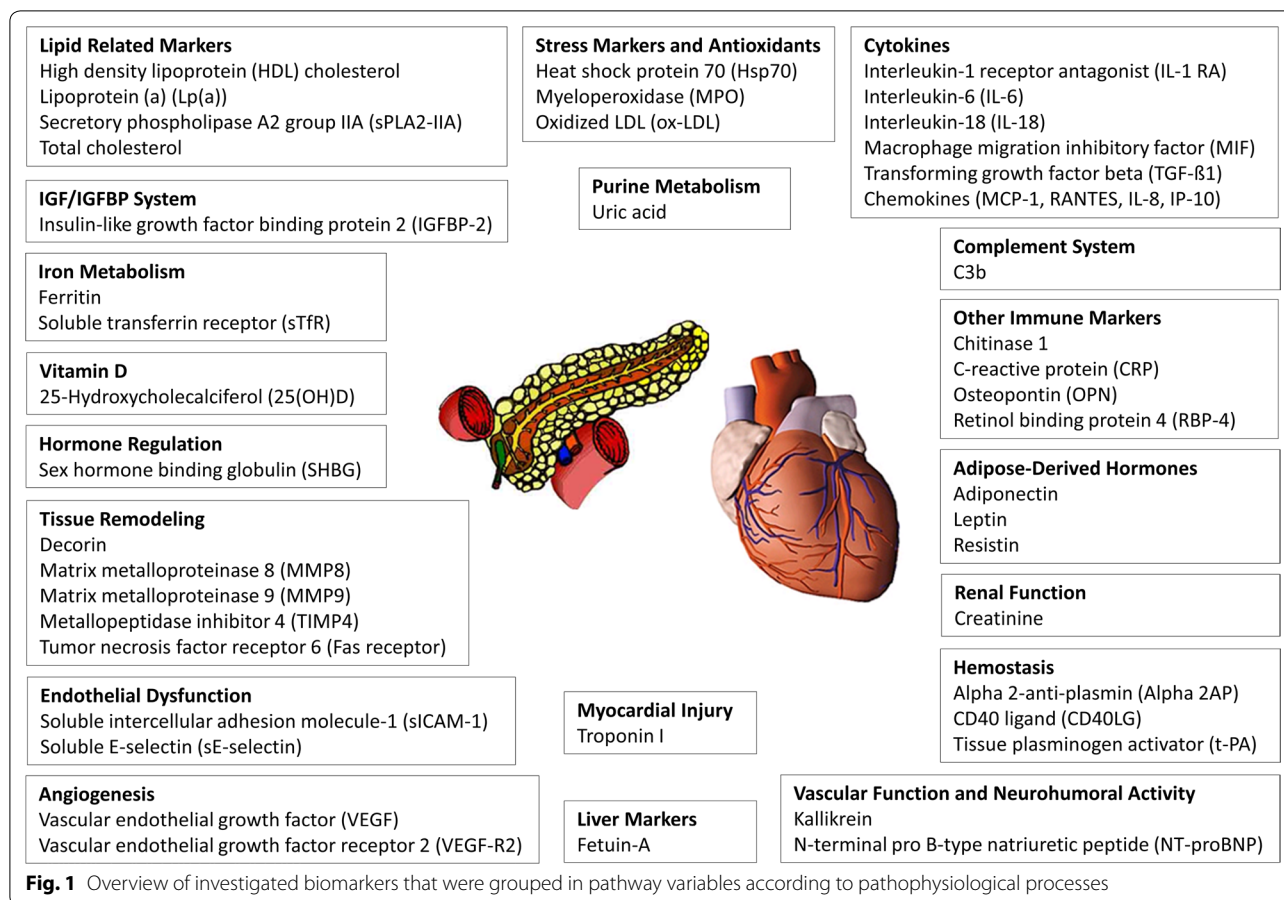 Lipid Related Markers
High density lipoprotein (HDL) cholesterol
Lipoprotein (a) (Lp(a))
Secretory phospholipase A2 group IIA (sPLA2-IIA)
Total cholesterol
Stress Markers and Antioxidants
Heat shock protein 70 (Hsp70)
Myeloperoxidase (MPO)
Oxidized LDL (ox-LDL)
Cytokines
Interleukin-1 receptor antagonist (IL-1 RA)
Interleukin-6 (IL-6)
Interleukin-18 (IL-18)
Macrophage migration inhibitory factor (MIF)
Transforming growth factor beta (TGF-ß1)
Chemokines (MCP-1, RANTES, IL-8, IP-10)
IGF/IGFBP System
Insulin-like growth factor binding protein 2 (IGFBP-2)
Purine Metabolism
Uric acid
Complement System
C3b
Iron Metabolism
Ferritin
Soluble transferrin receptor (sTfR)
Other Immune Markers
Chitinase 1
C-reactive protein (CRP)
Osteopontin (OPN)
Retinol binding protein 4 (RBP-4)
Vitamin D
25-Hydroxycholecalciferol (25(OH)D)
Hormone Regulation
Sex hormone binding globulin (SHBG)
Adipose-Derived Hormones
Adiponectin
Leptin
Resistin
Tissue Remodeling
Decorin
Matrix metalloproteinase 8 (MMP8)
Matrix metalloproteinase 9 (MMP9)
Metallopeptidase inhibitor 4 (TIMP4)
Tumor necrosis factor receptor 6 (Fas receptor)
Renal Function
Creatinine
Hemostasis
Alpha 2-anti-plasmin (Alpha 2AP)
CD40 ligand (CD40LG)
Tissue plasminogen activator (t-PA)
Endothelial Dysfunction
Soluble intercellular adhesion molecule-1 (sICAM-1)
Soluble E-selectin (sE-selectin)
Myocardial Injury
Troponin I
Angiogenesis
Vascular endothelial growth factor (VEGF)
Vascular endothelial growth factor receptor 2 (VEGF-R2)
Liver Markers
Fetuin-A
Vascular Function and Neurohumoral Activity
Kallikrein
N-terminal pro B-type natriuretic peptide (NT-proBNP)
Fig. 1 Overview of investigated biomarkers that were grouped in pathway variables according to pathophysiological processes